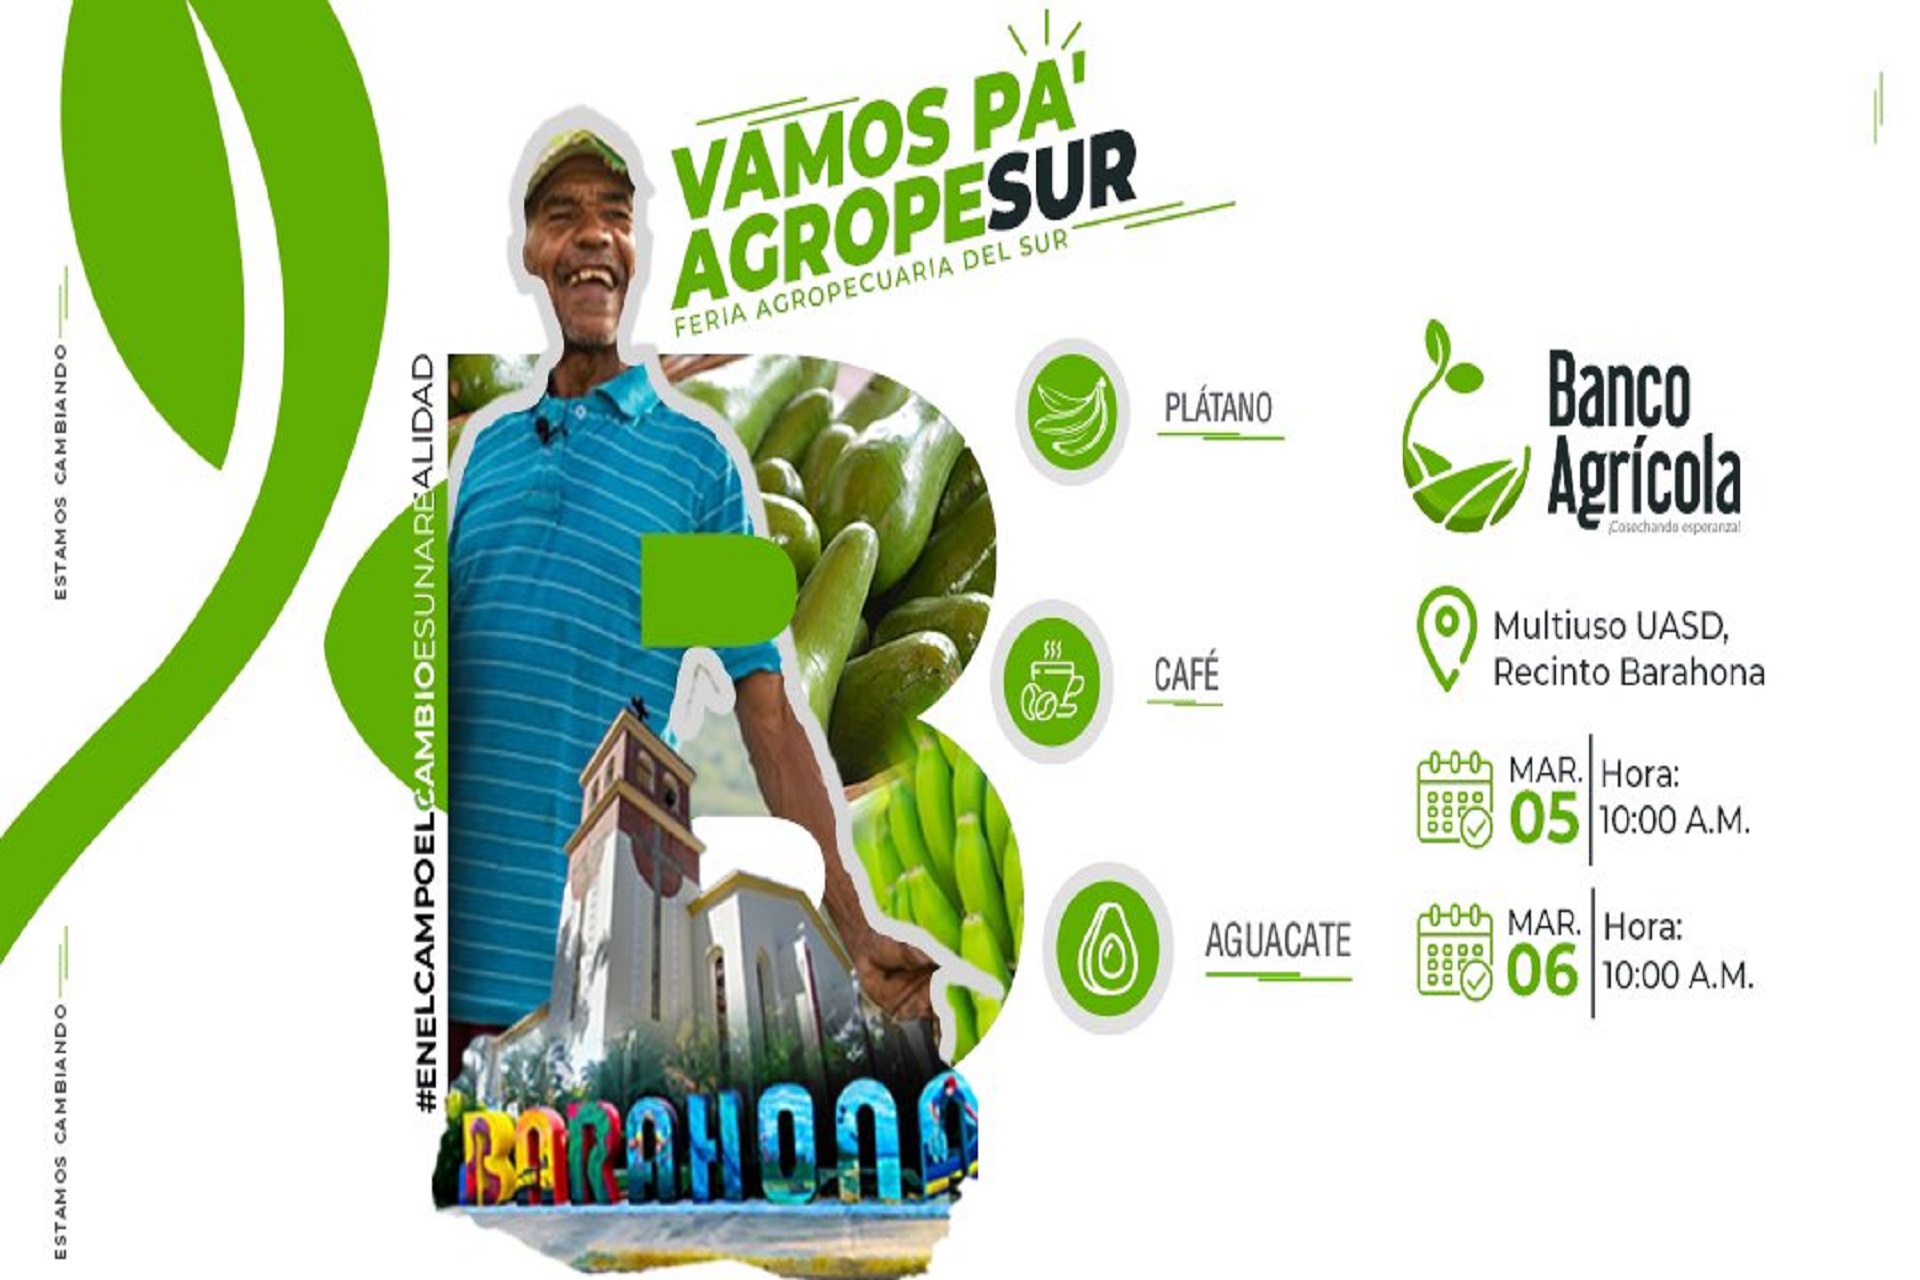 VAMOS PA'
AGROPESUR
FERIA AGROPECUARIA DEL SUR
ESTAMOS CAMBIANDO
ESTAMOS CAMBIANDO
#ENELCAMPOELCAMBIOESUNAREALIDAD
PLÁTANO
CAFÉ
AGUACATE
BARAHONA
Banco
Agrícola
¡Cosechando esperanza!
Multiuso UASD,
Recinto Barahona
MAR.
05
Hora:
10:00 A.M.
MAR.
06
Hora:
10:00 A.M.